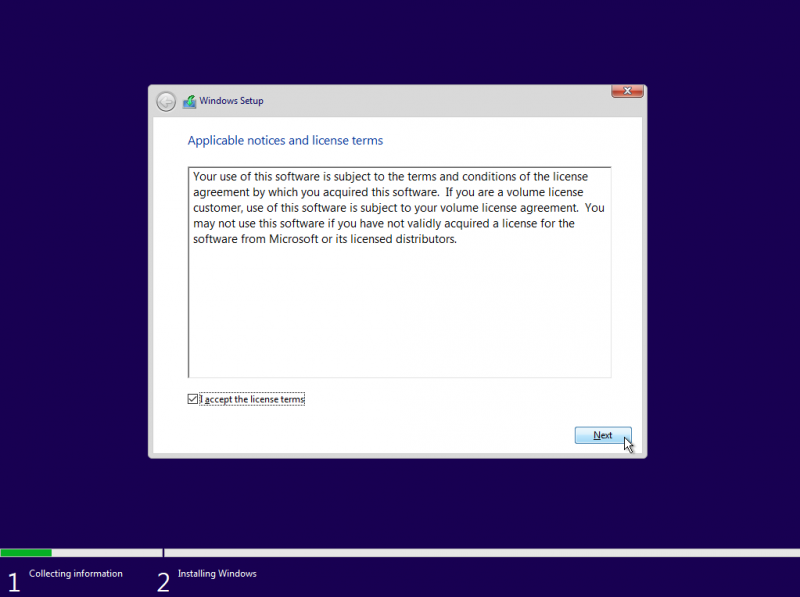 Windows Setup
Applicable notices and license terms
Your use of this software is subject to the terms and conditions of the license
agreement by which you acquired this software.  If you are a volume license
customer, use of this software is subject to your volume license agreement.  You
may not use this software if you have not validly acquired a license for the
software from Microsoft or its licensed distributors.
I accept the license terms
Next
1 Collecting information
2 Installing Windows